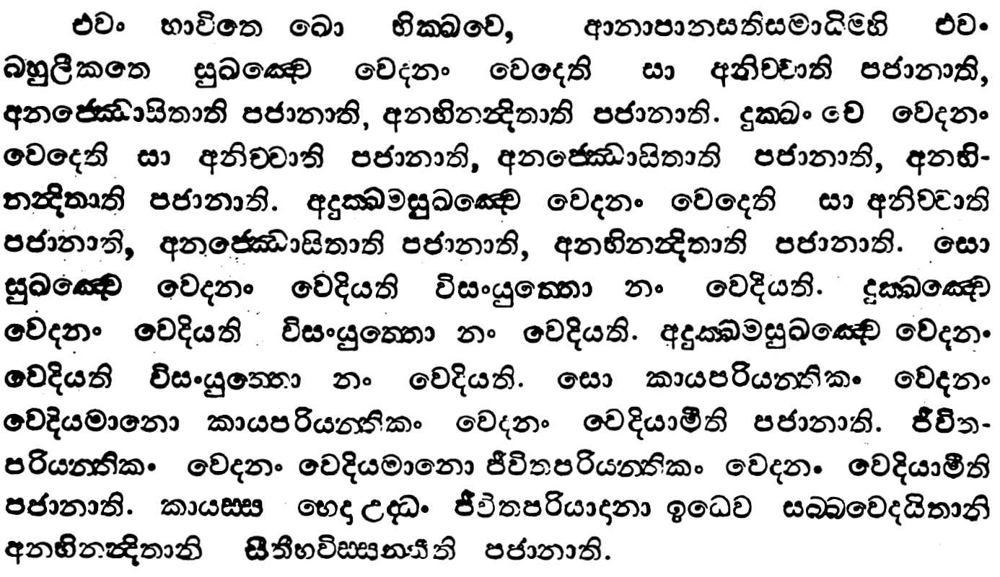 එවං භාවිතෙ ඛො භික්‍ඛවෙ, ආනාපානසතිසමාධිම්හි එවං
බහුලීකතෙ සුඛඤ්චෙ වෙදනං වෙදෙති සා අනිච්චාති පජානාති,
අනජ්ඣොසිතාති පජානාති, අනභිනන්දිතාති පජානාති. දුක්‍ඛං චෙ වෙදනං
වෙදෙති සා අනිච්චාති පජානාති, අනජ්ඣොසිතාති පජානාති, අනභි-
නන්දිතාති පජානාති. අදුක්‍ඛමසුඛඤ්චෙ වෙදනං වෙදෙති සා අනිච්චාති
පජානාති, අනජ්ඣොසිතාති පජානාති, අනභිනන්දිතාති පජානාති. සො
සුඛඤ්චෙ වෙදනං වෙදියති විසංයුත්තො නං වෙදියති. දුක්‍ඛඤ්චෙ
වෙදනං වෙදියති විසංයුත්තො නං වෙදියති. අදුක්‍ඛමසුඛඤ්චෙ වෙදනං
වෙදියති විසංයුත්තො නං වෙදියති. සො කායපරියන්තිකං වෙදනං
වෙදියමානො කායපරියන්තිකං වෙදනං වෙදියාමීති පජානාති. ජීවිත-
පරියන්තිකං වෙදනං වෙදියමානො ජීවිතපරියන්තිකං වෙදනං වෙදියාමීති
පජානාති. කායස්ස භෙදා උද්ධං ජීවිතපරියාදානා ඉධෙව සබ්බවෙදයිතානි
අනභිනන්දිතානි සීතීභවිස්සන්තීති පජානාති.